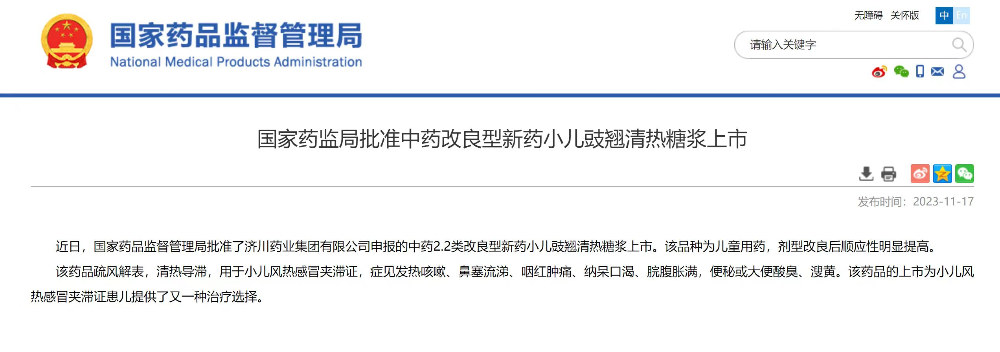 无障碍 关怀版 中 En
国家药品监督管理局
National Medical Products Administration
请输入关键字
国家药监局批准中药改良型新药小儿豉翘清热糖浆上市
发布时间：2023-11-17
近日，国家药品监督管理局批准了济川药业集团有限公司申报的中药2.2类改良型新药小儿豉翘清热糖浆上市。该品种为儿童用药，剂型改良后顺应性明显提高。
该药品疏风解表，清热导滞，用于小儿风热感冒夹滞证，症见发热咳嗽、鼻塞流涕、咽红肿痛、纳呆口渴、脘腹胀满，便秘或大便酸臭、溲黄。该药品的上市为小儿风
热感冒夹滞证患儿提供了又一种治疗选择。